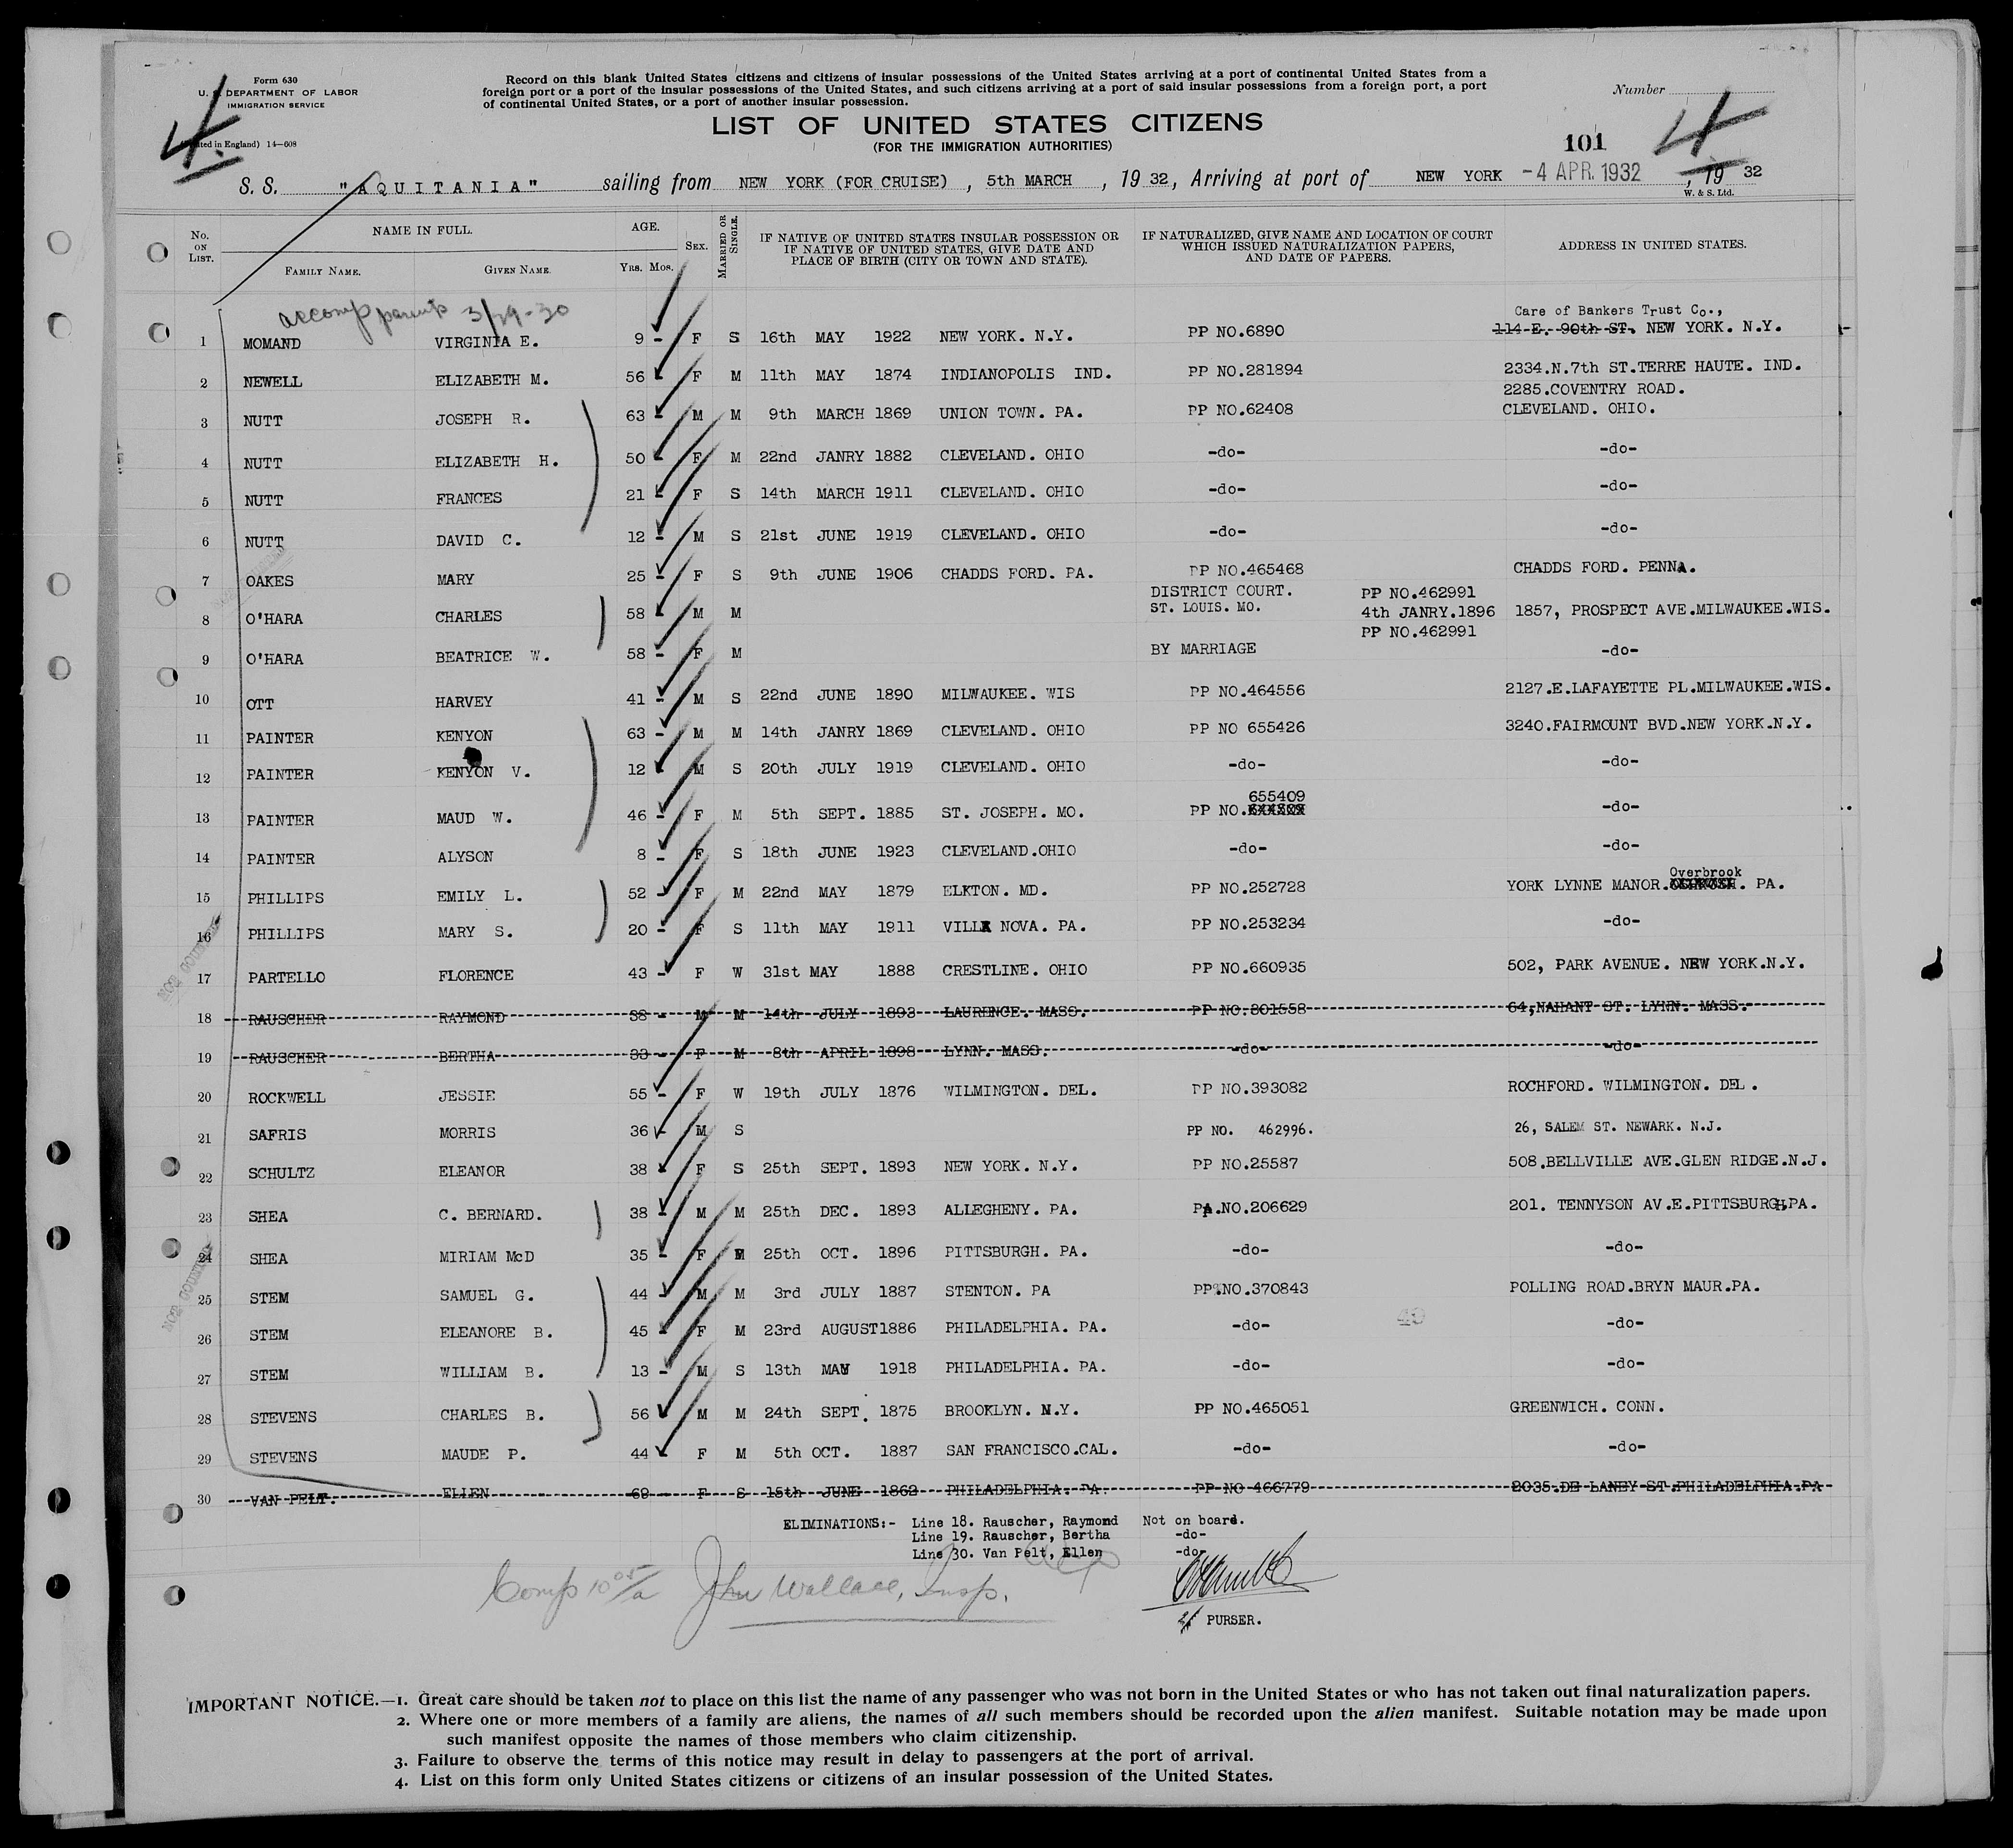 Form 630
U. S. DEPARTMENT OF LABOR
IMMIGRATION SERVICE
(Printed in England) 14—608
4
Record on this blank United States citizens and citizens of insular possessions of the United States arriving at a port of continental United States from a
foreign port or a port of the insular possessions of the United States, and such citizens arriving at a port of said insular possessions from a foreign port, a port
of continental United States, or a port of another insular possession.
Number
4
LIST OF UNITED STATES CITIZENS
(FOR THE IMMIGRATION AUTHORITIES)
101
S. S. "AQUITANIA" sailing from NEW YORK (FOR CRUISE), 5th MARCH, 19 32, Arriving at port of NEW YORK -4 APR. 1932, 19 32
W. & S. Ltd.
No. ON LIST. NAME IN FULL. AGE. SEX. MARRIED OR SINGLE. IF NATIVE OF UNITED STATES INSULAR POSSESSION OR IF NATIVE OF UNITED STATES, GIVE DATE AND PLACE OF BIRTH (CITY OR TOWN AND STATE). IF NATURALIZED, GIVE NAME AND LOCATION OF COURT WHICH ISSUED NATURALIZATION PAPERS, AND DATE OF PAPERS. ADDRESS IN UNITED STATES.
FAMILY NAME. GIVEN NAME. YRS. MOS.
accomp parents 3/29-30
Care of Bankers Trust Co.,
1 MOMAND VIRGINIA E. 9 - F S 16th MAY 1922 NEW YORK. N.Y. PP NO.6890 114 E. 90th ST. NEW YORK. N.Y.
2 NEWELL ELIZABETH M. 56 - F M 11th MAY 1874 INDIANOPOLIS IND. PP NO.281894 2334.N.7th ST.TERRE HAUTE. IND.
2285.COVENTRY ROAD.
3 NUTT JOSEPH R. 63 - M M 9th MARCH 1869 UNION TOWN. PA. PP NO.62408 CLEVELAND. OHIO.
4 NUTT ELIZABETH H. 50 - F M 22nd JANRY 1882 CLEVELAND. OHIO -do- -do-
5 NUTT FRANCES 21 - F S 14th MARCH 1911 CLEVELAND. OHIO -do- -do-
6 NUTT DAVID C. 12 - M S 21st JUNE 1919 CLEVELAND. OHIO -do- -do-
7 OAKES MARY 25 - F S 9th JUNE 1906 CHADDS FORD. PA. PP NO.465468 CHADDS FORD. PENNA.
DISTRICT COURT. PP NO.462991
8 O'HARA CHARLES 58 - M M ST. LOUIS. MO. 4th JANRY.1896 1857, PROSPECT AVE.MILWAUKEE.WIS.
PP NO.462991
9 O'HARA BEATRICE W. 58 - F M BY MARRIAGE -do-
10 OTT HARVEY 41 - M S 22nd JUNE 1890 MILWAUKEE. WIS PP NO.464556 2127.E.LAFAYETTE PL.MILWAUKEE.WIS.
11 PAINTER KENYON 63 - M M 14th JANRY 1869 CLEVELAND. OHIO PP NO 655426 3240.FAIRMOUNT BVD.NEW YORK.N.Y.
12 PAINTER KENYON V. 12 - M S 20th JULY 1919 CLEVELAND. OHIO -do- -do-
655409
13 PAINTER MAUD W. 46 - F M 5th SEPT. 1885 ST. JOSEPH. MO. PP NO. -do-
14 PAINTER ALYSON 8 - F S 18th JUNE 1923 CLEVELAND.OHIO -do- -do-
Overbrook
15 PHILLIPS EMILY L. 52 - F M 22nd MAY 1879 ELKTON. MD. PP NO.252728 YORK LYNNE MANOR. PA.
16 PHILLIPS MARY S. 20 - F S 11th MAY 1911 VILLA NOVA. PA. PP NO.253234 -do-
17 PARTELLO FLORENCE 43 - F W 31st MAY 1888 CRESTLINE. OHIO PP NO.660935 502, PARK AVENUE. NEW YORK.N.Y.
18 RAUSCHER RAYMOND 38 - M M 14th JULY 1893 LAURENCE. MASS. PP NO.801558 64,NAHANT ST. LYNN. MASS.
19 RAUSCHER BERTHA 33 - F M 8th APRIL 1898 LYNN. MASS. -do- -do-
20 ROCKWELL JESSIE 55 - F W 19th JULY 1876 WILMINGTON. DEL. PP NO.393082 ROCHFORD. WILMINGTON. DEL.
21 SAFRIS MORRIS 36 - M S PP NO. 462996. 26, SALEM ST. NEWARK. N.J.
22 SCHULTZ ELEANOR 38 - F S 25th SEPT. 1893 NEW YORK. N.Y. PP NO.25587 508.BELLVILLE AVE.GLEN RIDGE.N.J.
23 SHEA C. BERNARD. 38 - M M 25th DEC. 1893 ALLEGHENY. PA. PP.NO.206629 201. TENNYSON AV.E.PITTSBURGH,PA.
24 SHEA MIRIAM McD 35 - F M 25th OCT. 1896 PITTSBURGH. PA. -do- -do-
25 STEM SAMUEL G. 44 - M M 3rd JULY 1887 STENTON. PA PP.NO.370843 POLLING ROAD.BRYN MAUR.PA.
26 STEM ELEANORE B. 45 - F M 23rd AUGUST1886 PHILADELPHIA. PA. -do- 49 -do-
27 STEM WILLIAM B. 13 - M S 13th MAY 1918 PHILADELPHIA. PA. -do- -do-
28 STEVENS CHARLES B. 56 M M 24th SEPT. 1875 BROOKLYN. N.Y. PP NO.465051 GREENWICH. CONN.
29 STEVENS MAUDE P. 44 - F M 5th OCT. 1887 SAN FRANCISCO.CAL. -do- -do-
30 VAN PELT. ELLEN 69 - F S 15th JUNE 1862 PHILADELPHIA. PA PP NO 466779 2035.DE LANEY ST.PHILADELPHIA.PA
ELIMINATIONS:- Line 18. Rauscher, Raymond Not on board.
Line 19. Rauscher, Bertha -do-
Line 30. Van Pelt, Ellen -do-
Comp 10 05/a John Wallace, Insp.
PURSER.
IMPORTANT NOTICE.—1. Great care should be taken not to place on this list the name of any passenger who was not born in the United States or who has not taken out final naturalization papers.
2. Where one or more members of a family are aliens, the names of all such members should be recorded upon the alien manifest. Suitable notation may be made upon
such manifest opposite the names of those members who claim citizenship.
3. Failure to observe the terms of this notice may result in delay to passengers at the port of arrival.
4. List on this form only United States citizens or citizens of an insular possession of the United States.